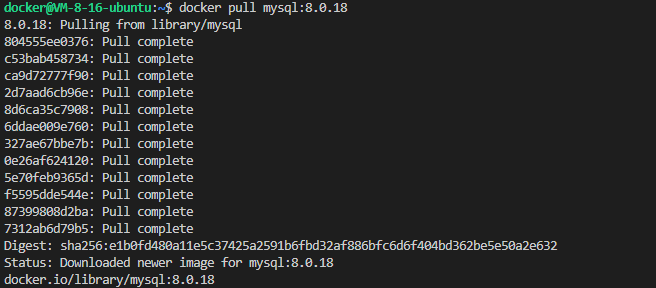 docker@VM-8-16-ubuntu:~$ docker pull mysql:8.0.18
8.0.18: Pulling from library/mysql
804555ee0376: Pull complete
c53bab458734: Pull complete
ca9d72777f90: Pull complete
2d7aad6cb96e: Pull complete
8d6ca35c7908: Pull complete
6ddae009e760: Pull complete
327ae67bbe7b: Pull complete
0e26af624120: Pull complete
5e70feb9365d: Pull complete
f5595dde544e: Pull complete
87399808d2ba: Pull complete
7312ab6d79b5: Pull complete
Digest: sha256:e1b0fd480a11e5c37425a2591b6fbd32af886bfc6d6f404bd362be5e50a2e632
Status: Downloaded newer image for mysql:8.0.18
docker.io/library/mysql:8.0.18